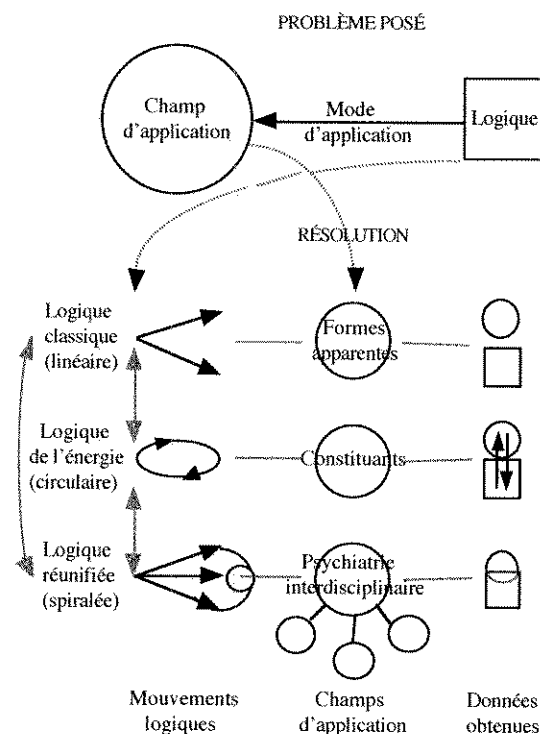 PROBLÈME POSÉ
Champ
d'application
Mode
d'application
Logique
RÉSOLUTION
Logique
classique
(linéaire)
Formes
apparentes
Logique
de l'énergie
(circulaire)
Constituants
Logique
réunifiée
(spiralée)
Psychiatrie
interdisciplinaire
Mouvements
logiques
Champs
d'application
Données
obtenues